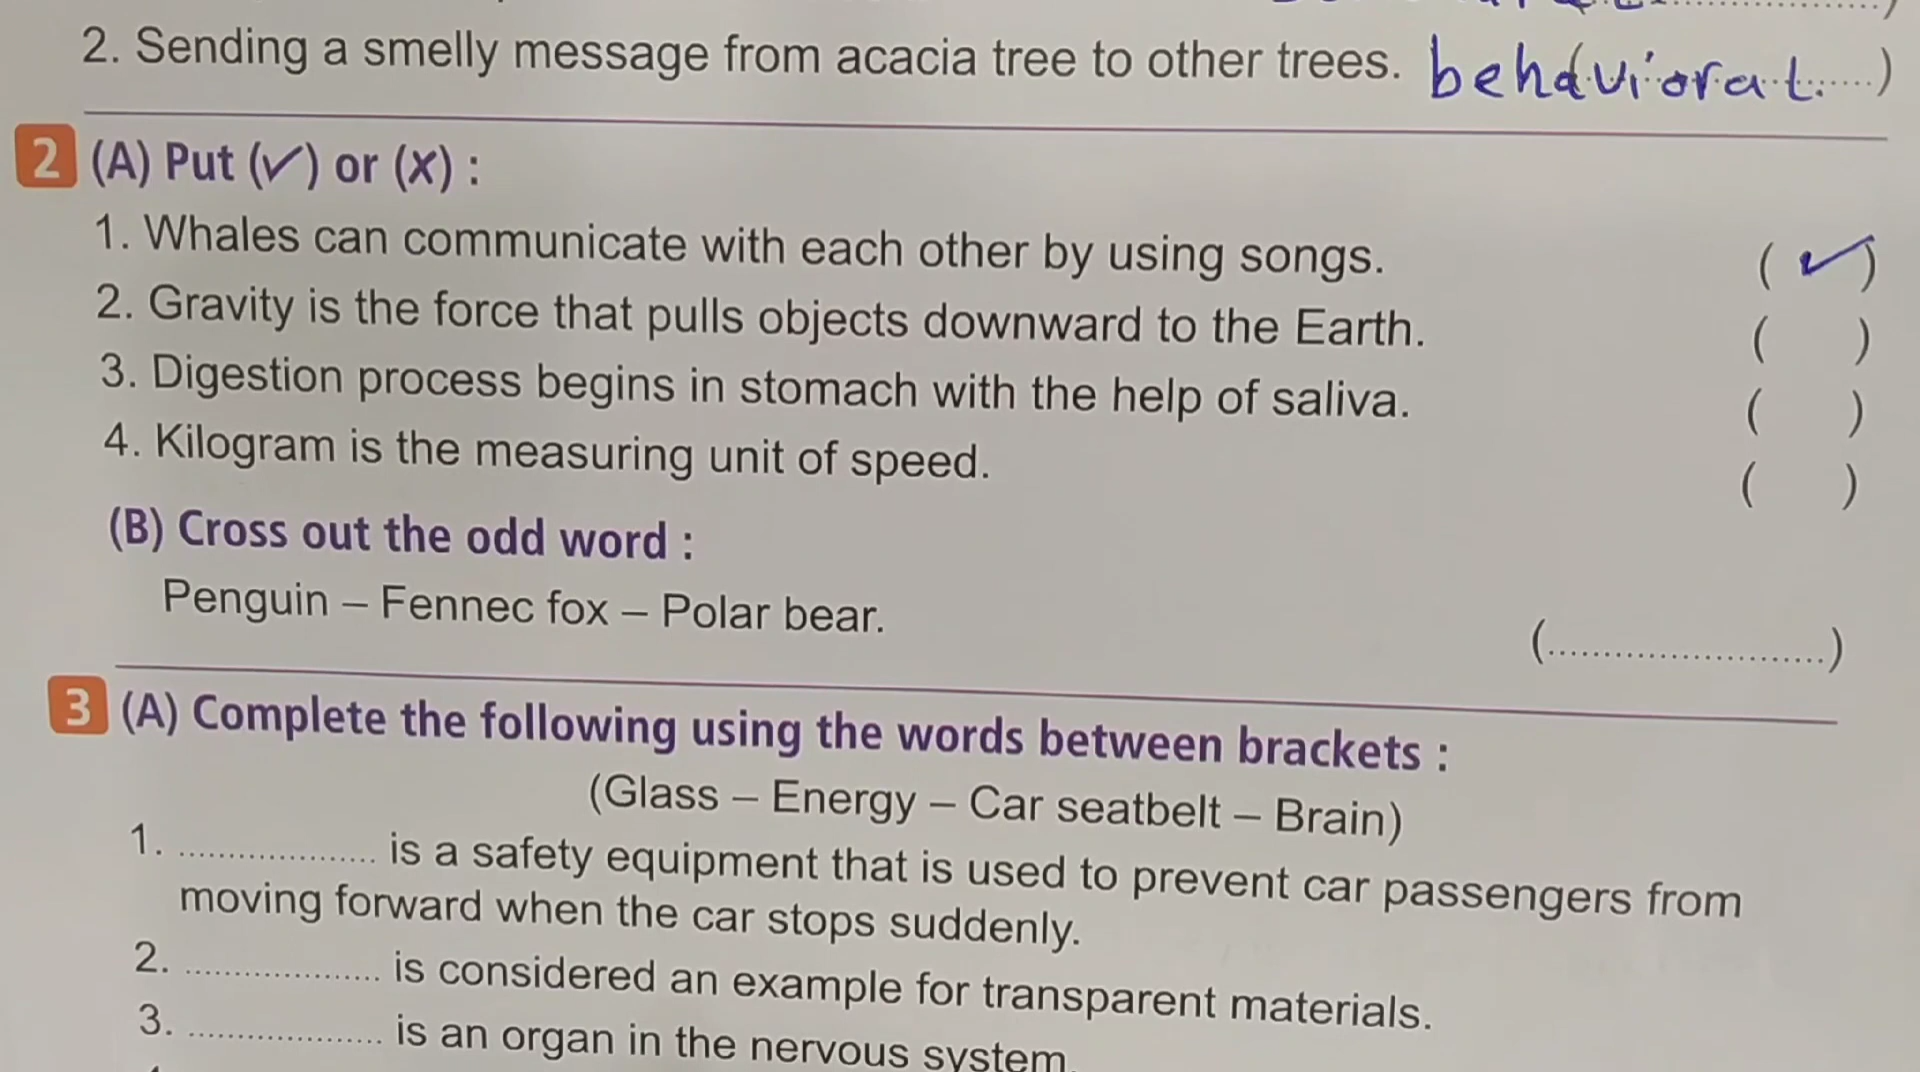 2. Sending a smelly message from acacia tree to other trees. behavioral.)
2 (A) Put (✓) or (x) :
1. Whales can communicate with each other by using songs. (✓)
2. Gravity is the force that pulls objects downward to the Earth. ( )
3. Digestion process begins in stomach with the help of saliva. ( )
4. Kilogram is the measuring unit of speed. ( )
(B) Cross out the odd word :
Penguin – Fennec fox – Polar bear. (........................)
3 (A) Complete the following using the words between brackets :
(Glass – Energy – Car seatbelt – Brain)
1. .................... is a safety equipment that is used to prevent car passengers from
moving forward when the car stops suddenly.
2. .................... is considered an example for transparent materials.
3. .................... is an organ in the nervous system.